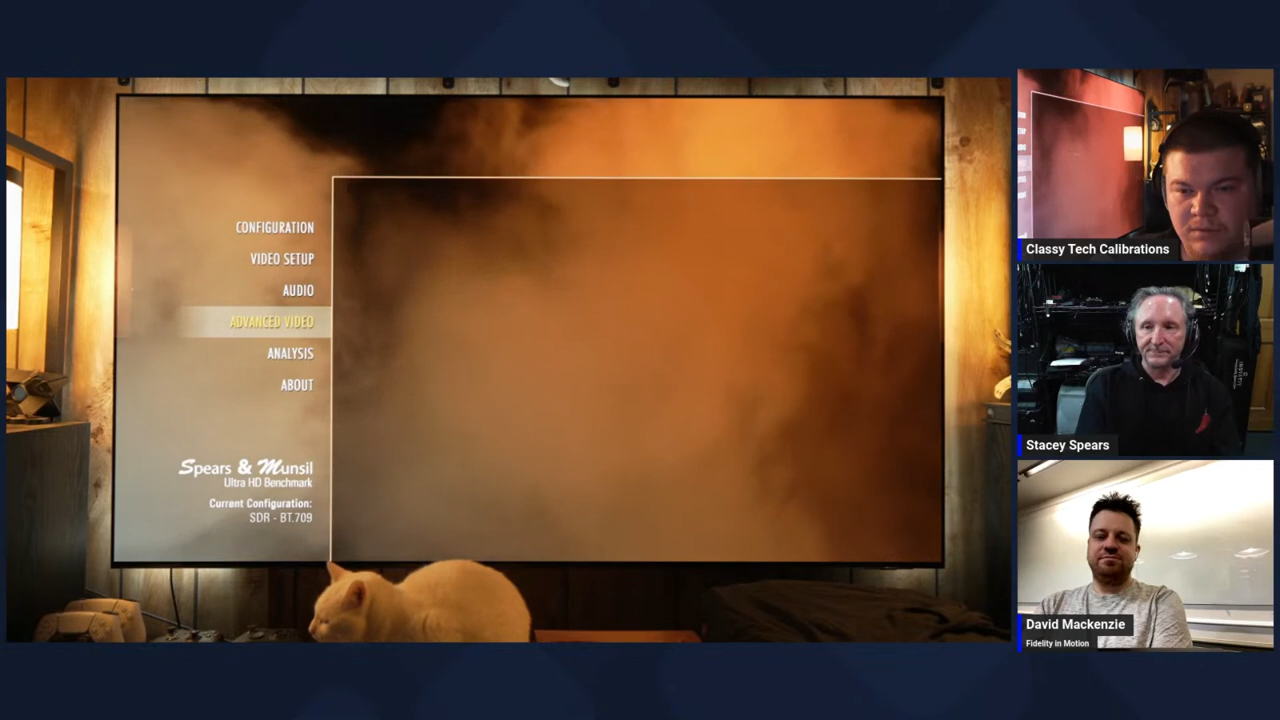 CONFIGURATION
VIDEO SETUP
AUDIO
ADVANCED VIDEO
ANALYSIS
ABOUT
Spears & Munsil
Ultra HD Benchmark
Current Configuration:
SDR - BT.709
Classy Tech Calibrations
Stacey Spears
David Mackenzie
Fidelity in Motion